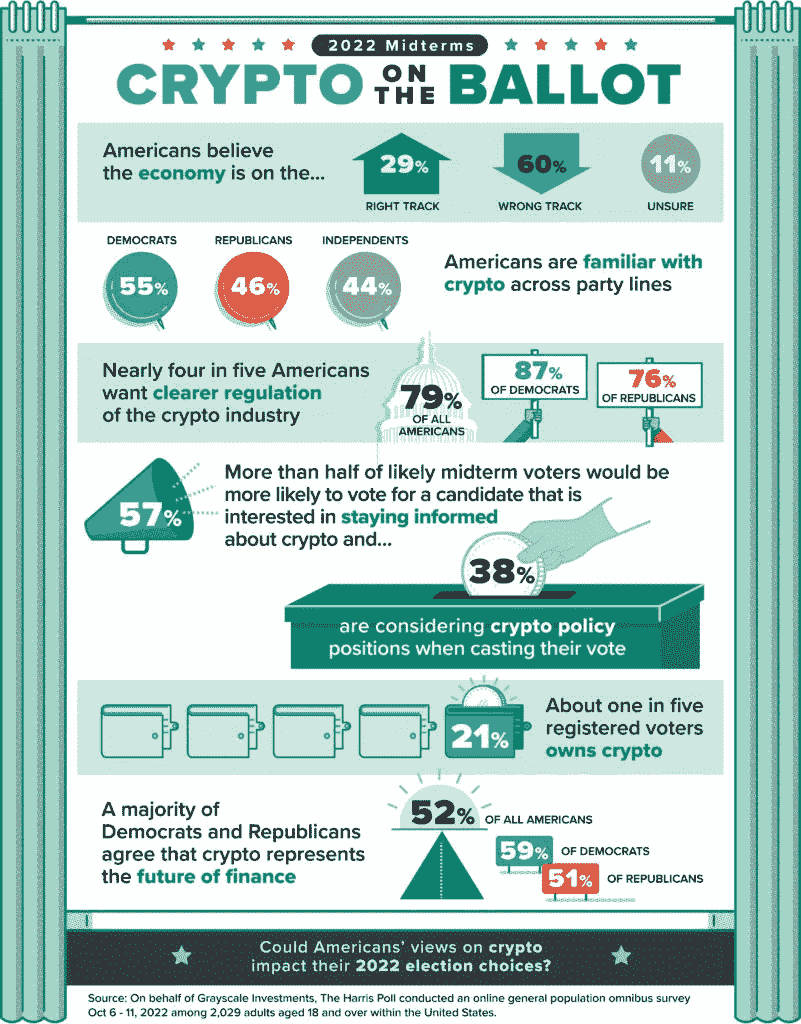 2022 Midterms
CRYPTO ON THE BALLOT
Americans believe
the economy is on the...
29%
RIGHT TRACK
60%
WRONG TRACK
11%
UNSURE
DEMOCRATS
55%
REPUBLICANS
46%
INDEPENDENTS
44%
Americans are familiar with
crypto across party lines
Nearly four in five Americans
want clearer regulation
of the crypto industry
79%
OF ALL
AMERICANS
87%
OF DEMOCRATS
76%
OF REPUBLICANS
57%
More than half of likely midterm voters would be
more likely to vote for a candidate that is
interested in staying informed
about crypto and...
38%
are considering crypto policy
positions when casting their vote
21%
About one in five
registered voters
owns crypto
A majority of
Democrats and Republicans
agree that crypto represents
the future of finance
52% OF ALL AMERICANS
59% OF DEMOCRATS
51% OF REPUBLICANS
Could Americans' views on crypto
impact their 2022 election choices?
Source: On behalf of Grayscale Investments, The Harris Poll conducted an online general population omnibus survey
Oct 6 - 11, 2022 among 2,029 adults aged 18 and over within the United States.